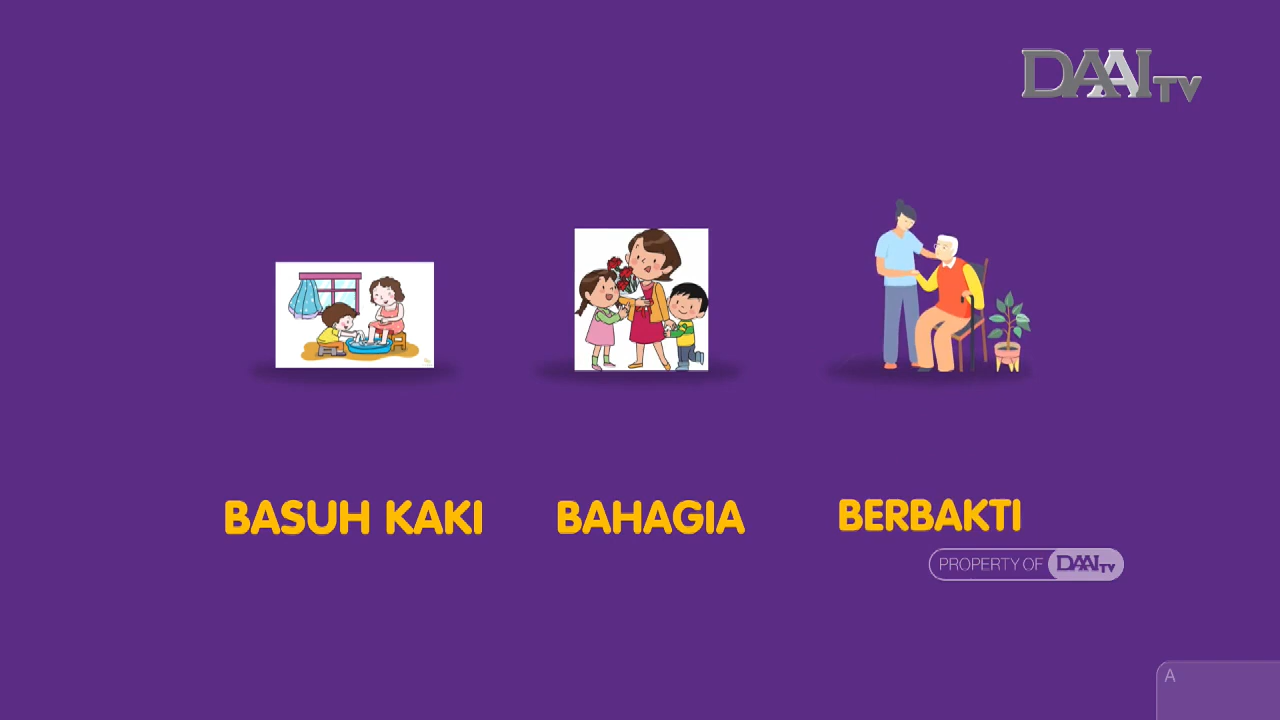 DAAI TV
BASUH KAKI
BAHAGIA
BERBAKTI
PROPERTY OF DAAI TV
A